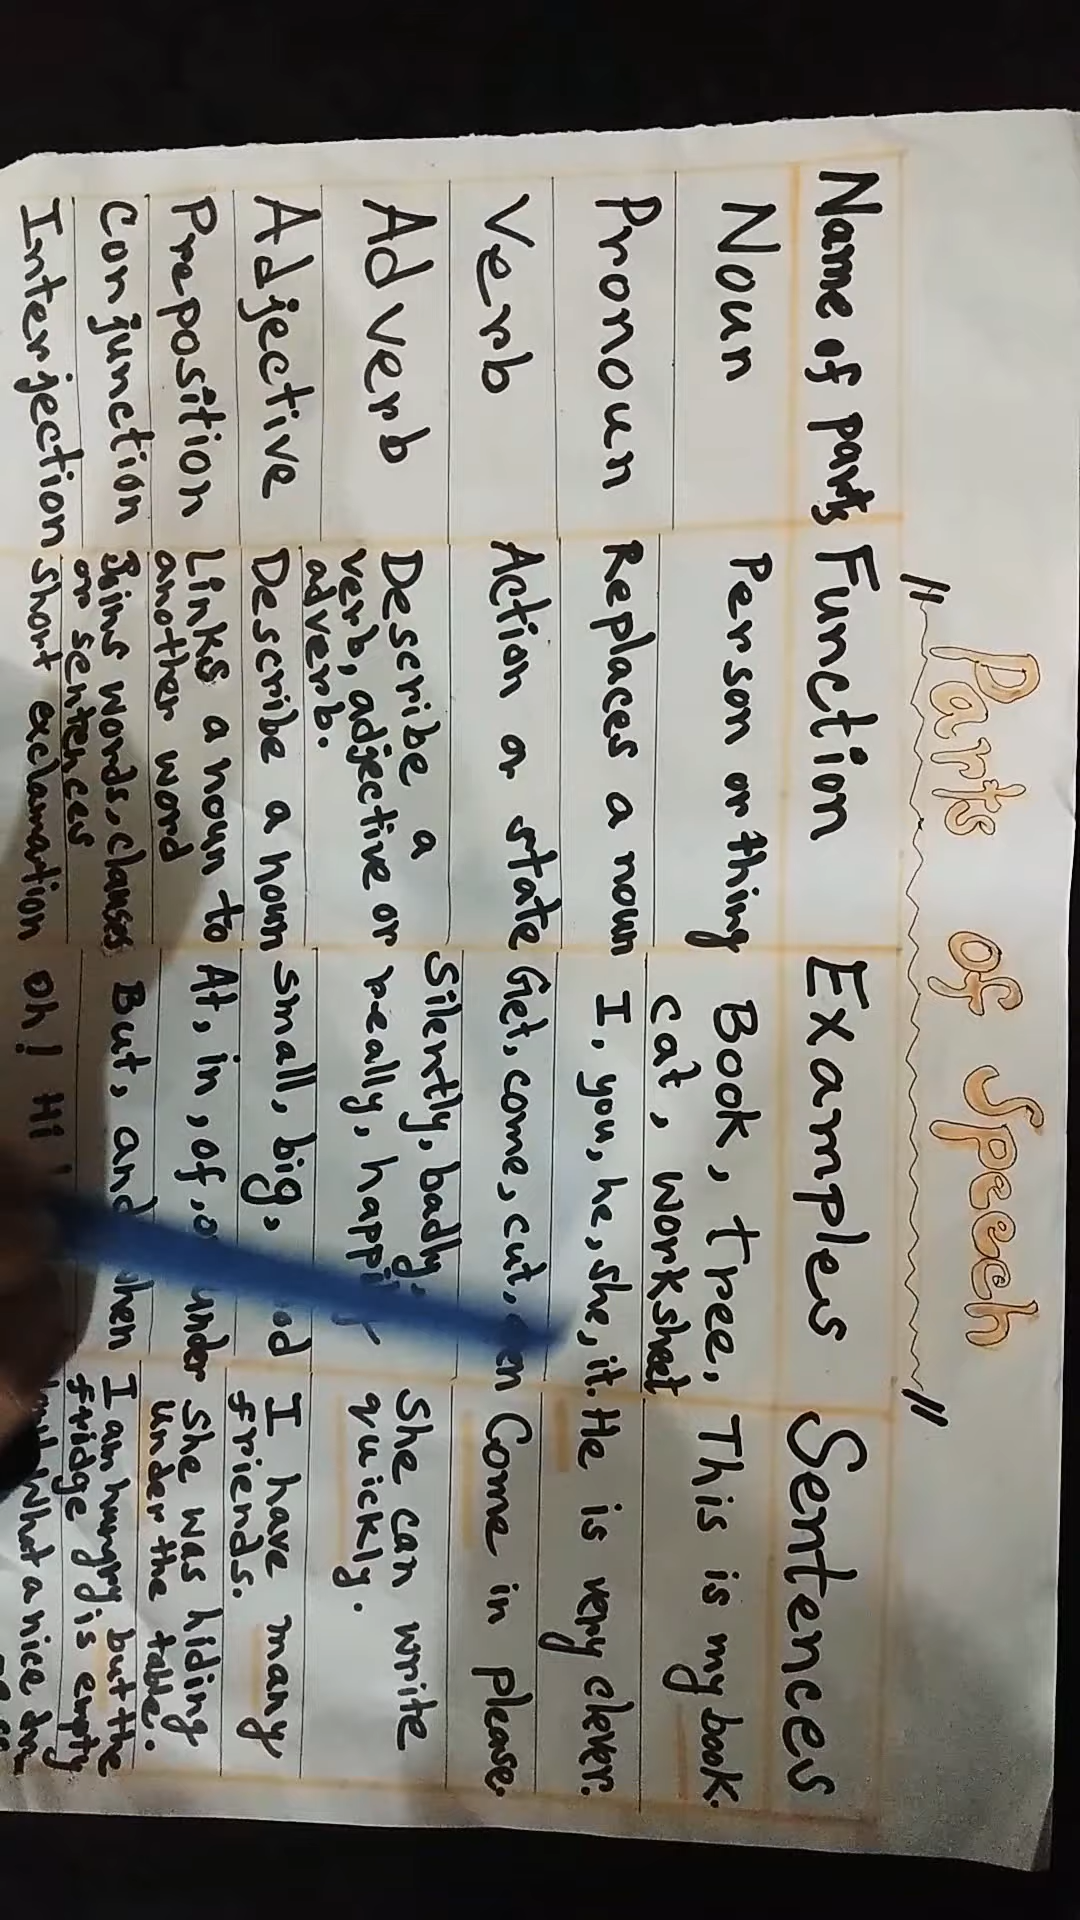 "Parts of Speech"
Name of parts Function Examples Sentences
Noun Person or thing Book, tree, This is my book.
cat, worksheet
Pronoun Replaces a noun I, you, he, she, it. He is very clever.
Verb Action or state Get, come, cut, Come in please.
Adverb Describe a Silently, badly, She can write
verb, adjective or really, happily quickly.
adverb.
Adjective Describe a noun small, big, I have many
friends.
Preposition Links a noun to At, in, of, under She was hiding
another word under the table.
Conjunction Joins words, clauses But, and I am hungry but the
or sentences fridge is empty
Interjection short exclamation oh! Hi What a nice